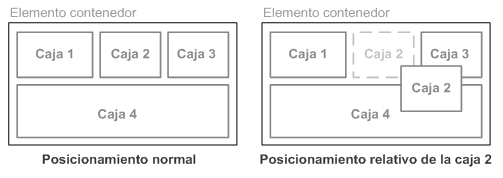 Elemento contenedor
Caja 1 Caja 2 Caja 3
Caja 4
Posicionamiento normal
Elemento contenedor
Caja 1 Caja 2 Caja 3
Caja 2
Caja 4
Posicionamiento relativo de la caja 2